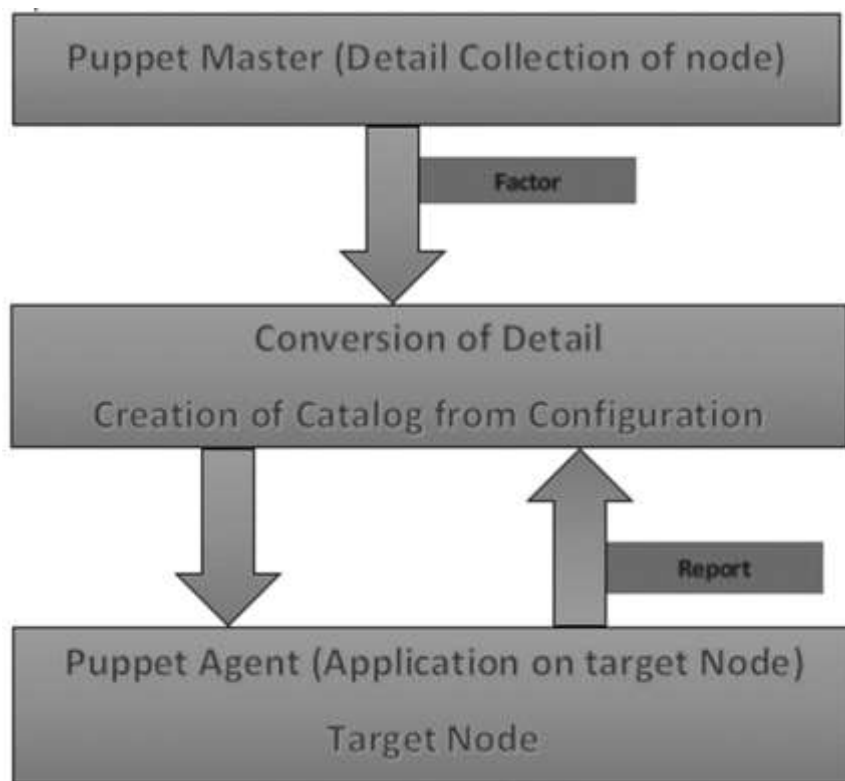 Puppet Master (Detail Collection of node)
Factor
Conversion of Detail
Creation of Catalog from Configuration
Report
Puppet Agent (Application on target Node)
Target Node